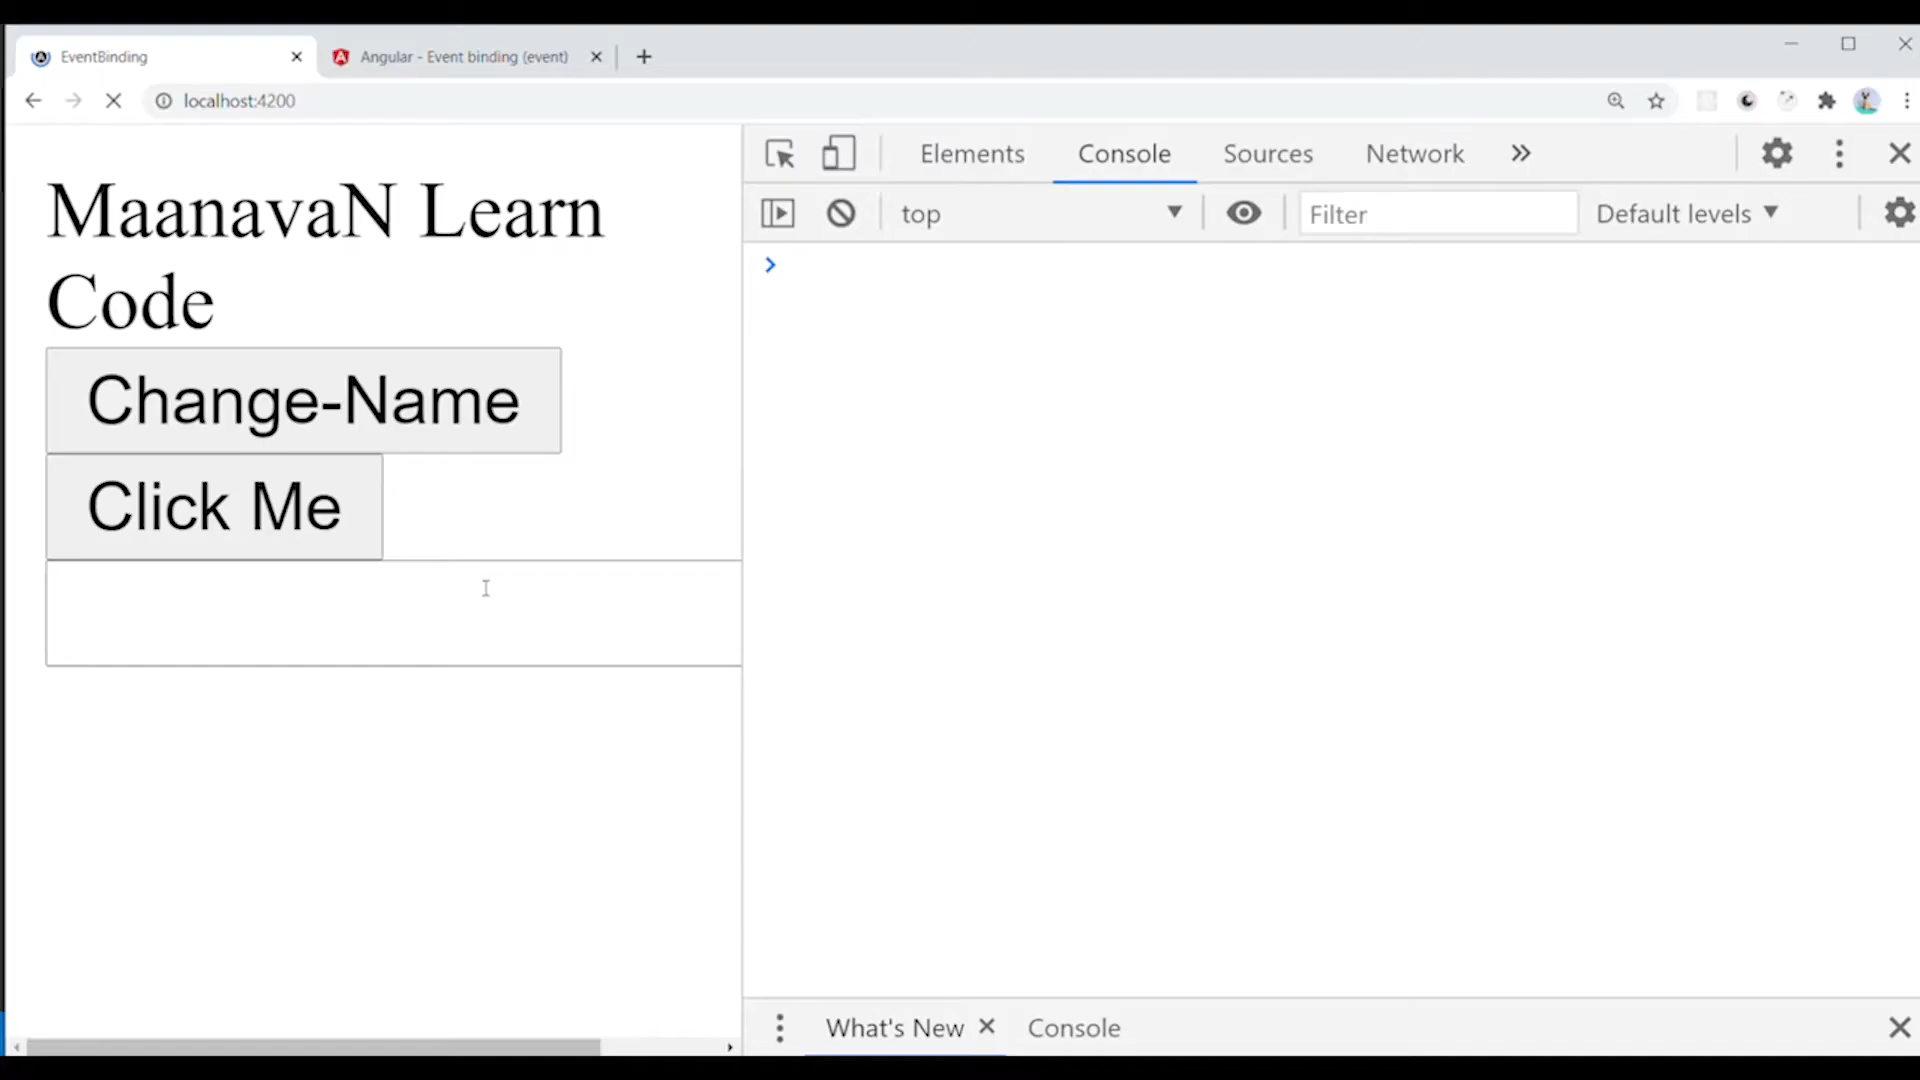 EventBinding
Angular - Event binding (event)
localhost:4200
MaanavaN Learn
Code
Change-Name
Click Me
Elements
Console
Sources
Network
top
Filter
Default levels
What's New
Console